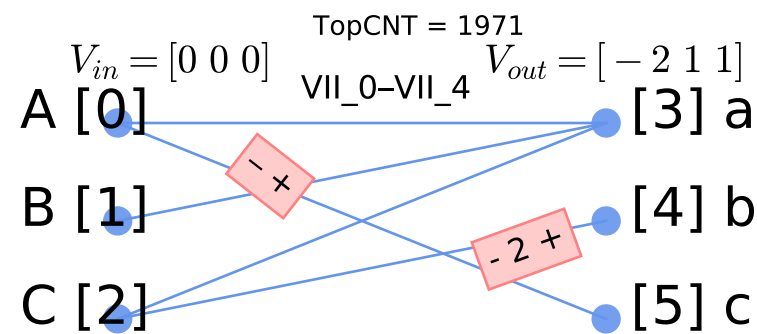 TopCNT = 1971
V_in = [0 0 0]
V_out = [ − 2 1 1]
VII_0–VII_4
A [0]
[3] a
- +
B [1]
[4] b
- 2 +
C [2]
[5] c